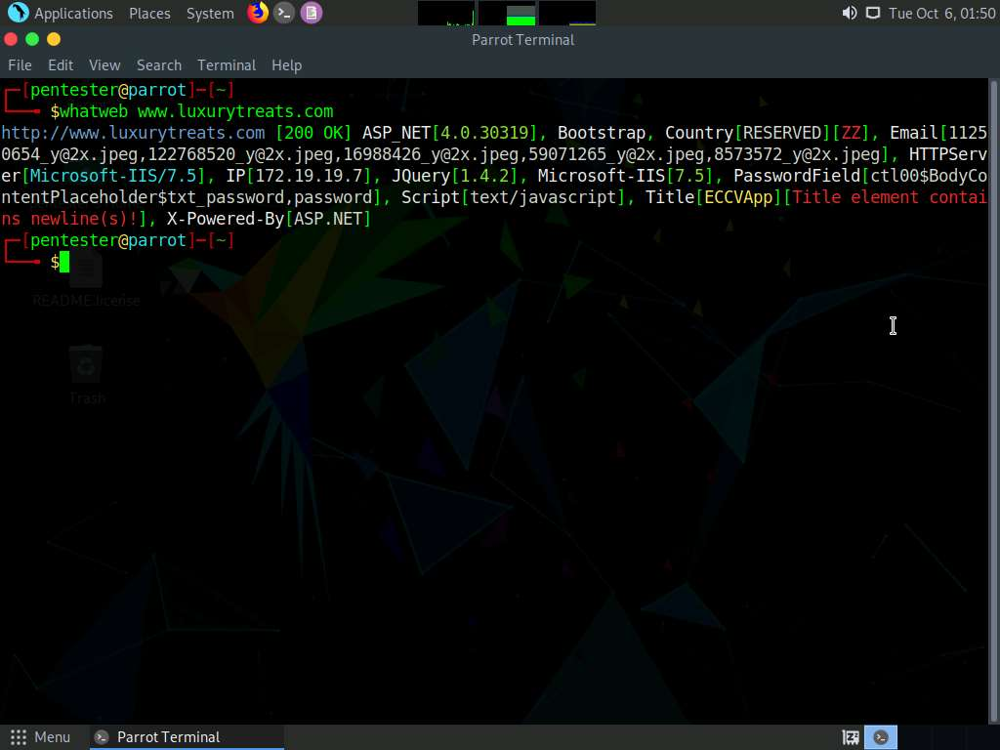 Applications Places System Tue Oct 6, 01:50
Parrot Terminal
File Edit View Search Terminal Help
┌─[pentester@parrot]─[~]
└──╼ $whatweb www.luxurytreats.com
http://www.luxurytreats.com [200 OK] ASP_NET[4.0.30319], Bootstrap, Country[RESERVED][ZZ], Email[1125
0654_y@2x.jpeg,122768520_y@2x.jpeg,16988426_y@2x.jpeg,59071265_y@2x.jpeg,8573572_y@2x.jpeg], HTTPServ
er[Microsoft-IIS/7.5], IP[172.19.19.7], JQuery[1.4.2], Microsoft-IIS[7.5], PasswordField[ctl00$BodyCo
ntentPlaceholder$txt_password,password], Script[text/javascript], Title[ECCVApp][Title element contai
ns newline(s)!], X-Powered-By[ASP.NET]
┌─[pentester@parrot]─[~]
└──╼ $
README.license
Trash
Menu Parrot Terminal